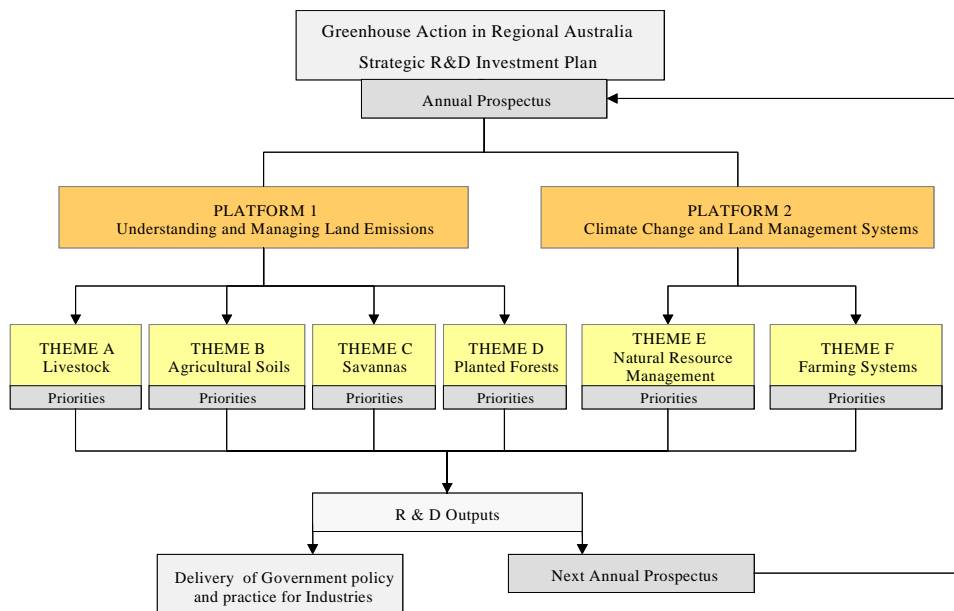 Greenhouse Action in Regional Australia
Strategic R&D Investment Plan
Annual Prospectus
PLATFORM 1
Understanding and Managing Land Emissions
PLATFORM 2
Climate Change and Land Management Systems
THEME A
Livestock
Priorities
THEME B
Agricultural Soils
Priorities
THEME C
Savannas
Priorities
THEME D
Planted Forests
Priorities
THEME E
Natural Resource
Management
Priorities
THEME F
Farming Systems
Priorities
R & D Outputs
Delivery of Government policy
and practice for Industries
Next Annual Prospectus